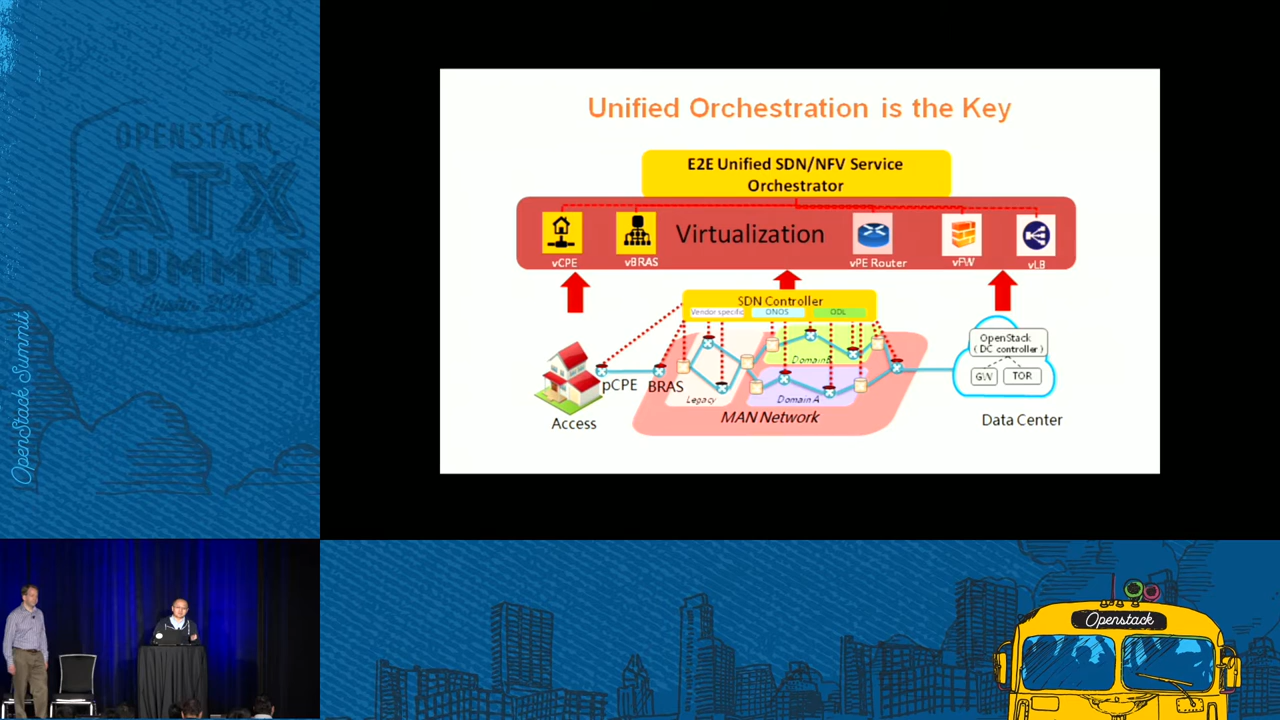 OPENSTACK
ATX
SUMMIT
OpenStack Summit
Unified Orchestration is the Key
E2E Unified SDN/NFV Service
Orchestrator
Virtualization
vCPE
vBRAS
vPE Router
vFW
vLB
SDN Controller
Vendor specific
ONOS
ODL
OpenStack
( DC controller )
GW
TOR
pCPE
BRAS
Legacy
Domain A
MAN Network
Access
Data Center
Openstack